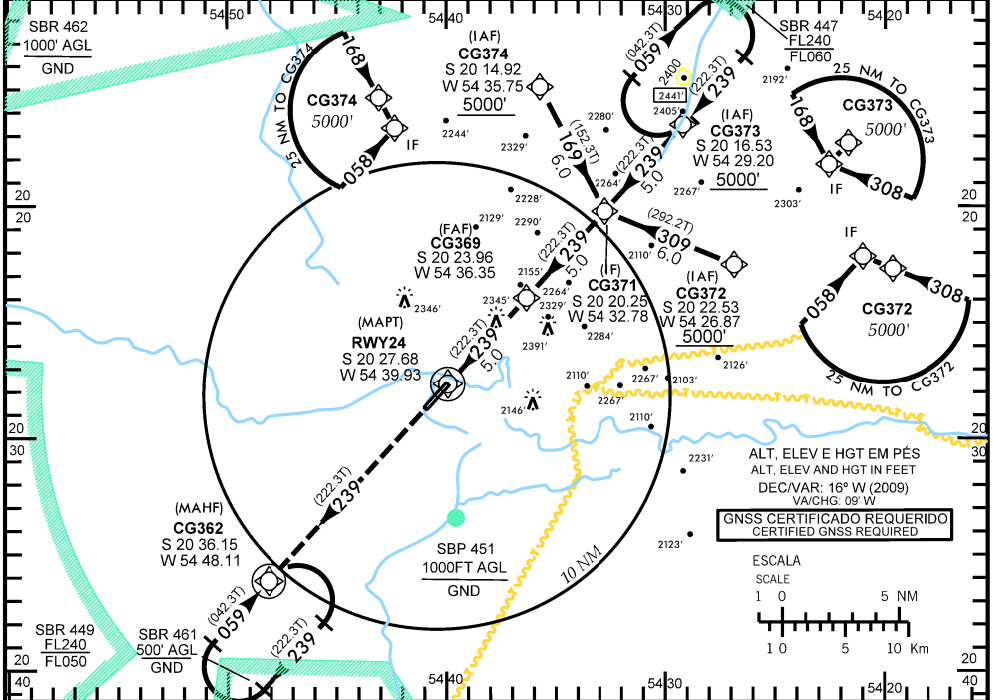 54 50
54 40
54 30
54 20
SBR 462
1000' AGL
GND
168
25 NM TO CG374
CG374
5000'
IF
058
(IAF)
CG374
S 20 14.92
W 54 35.75
5000'
2244'
2329'
2280'
(152.3T)
169
6.0
(042.3T)
059
2400
2441'
2405'
(222.3T)
239
SBR 447
FL240
FL060
2192'
(IAF)
CG373
S 20 16.53
W 54 29.20
5000'
2267'
2303'
25 NM TO CG373
168
CG373
5000'
IF
308
(222.3T)
239
5.0
2264'
20
20
20
20
2228'
2129'
2290'
(FAF)
CG369
S 20 23.96
W 54 36.35
(222.3T)
239
5.0
(292.2T)
309
6.0
2110'
(IF)
CG371
S 20 20.25
W 54 32.78
(IAF)
CG372
S 20 22.53
W 54 26.87
5000'
IF
058
308
CG372
5000'
25 NM TO CG372
2155'
2264'
2346'
2345'
2329'
2391'
2284'
(MAPT)
RWY24
S 20 27.68
W 54 39.93
(222.3T)
239
5.0
2126'
2110'
2267'
2103'
2267'
2146'
2110'
20
30
20
30
2231'
2123'
ALT, ELEV E HGT EM PÉS
ALT, ELEV AND HGT IN FEET
DEC/VAR: 16º W (2009)
VA/CHG: 09' W
GNSS CERTIFICADO REQUERIDO
CERTIFIED GNSS REQUIRED
(222.3T)
239
(MAHF)
CG362
S 20 36.15
W 54 48.11
SBP 451
1000FT AGL
GND
10 NM
ESCALA
SCALE
1 0 5 NM
1 0 5 10 Km
(042.3T)
059
(222.3T)
239
SBR 449
FL240
FL050
SBR 461
500' AGL
GND
20
40
54 40
54 30
54 20
20
40